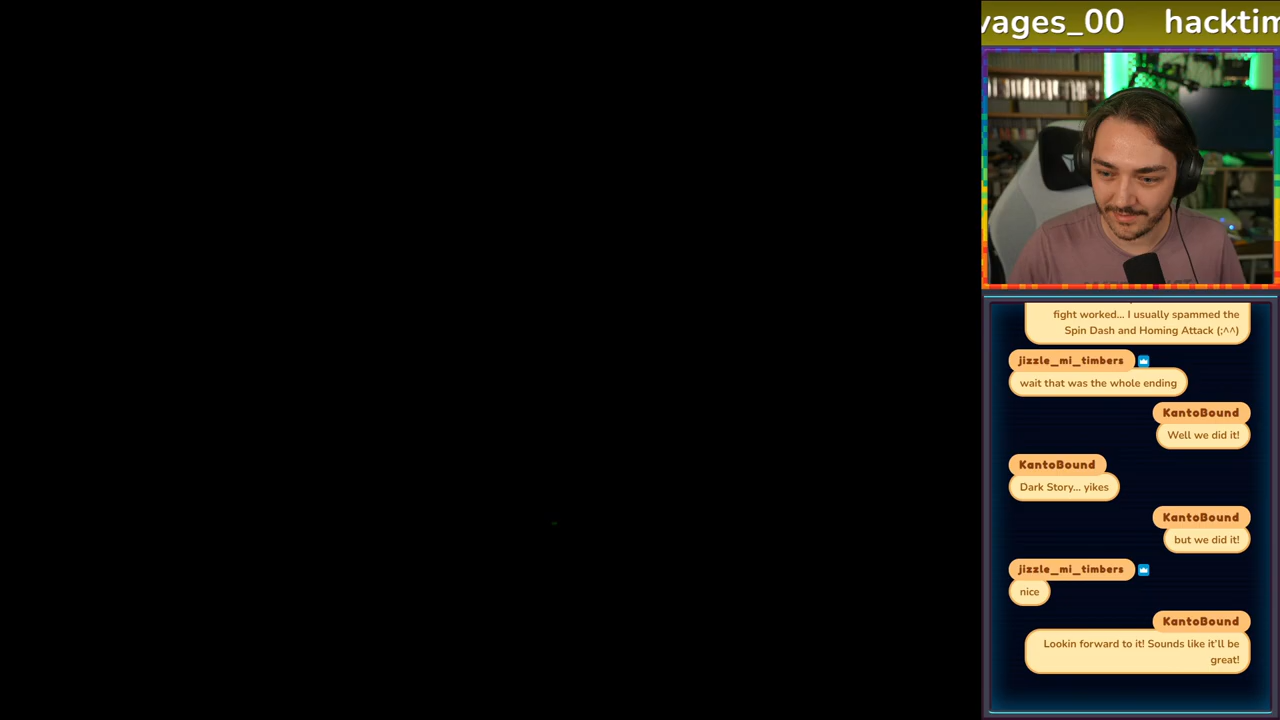 vages_00 hacktim
fight worked... I usually spammed the
Spin Dash and Homing Attack (;^^)
jizzle_mi_timbers
wait that was the whole ending
KantoBound
Well we did it!
KantoBound
Dark Story... yikes
KantoBound
but we did it!
jizzle_mi_timbers
nice
KantoBound
Lookin forward to it! Sounds like it'll be
great!